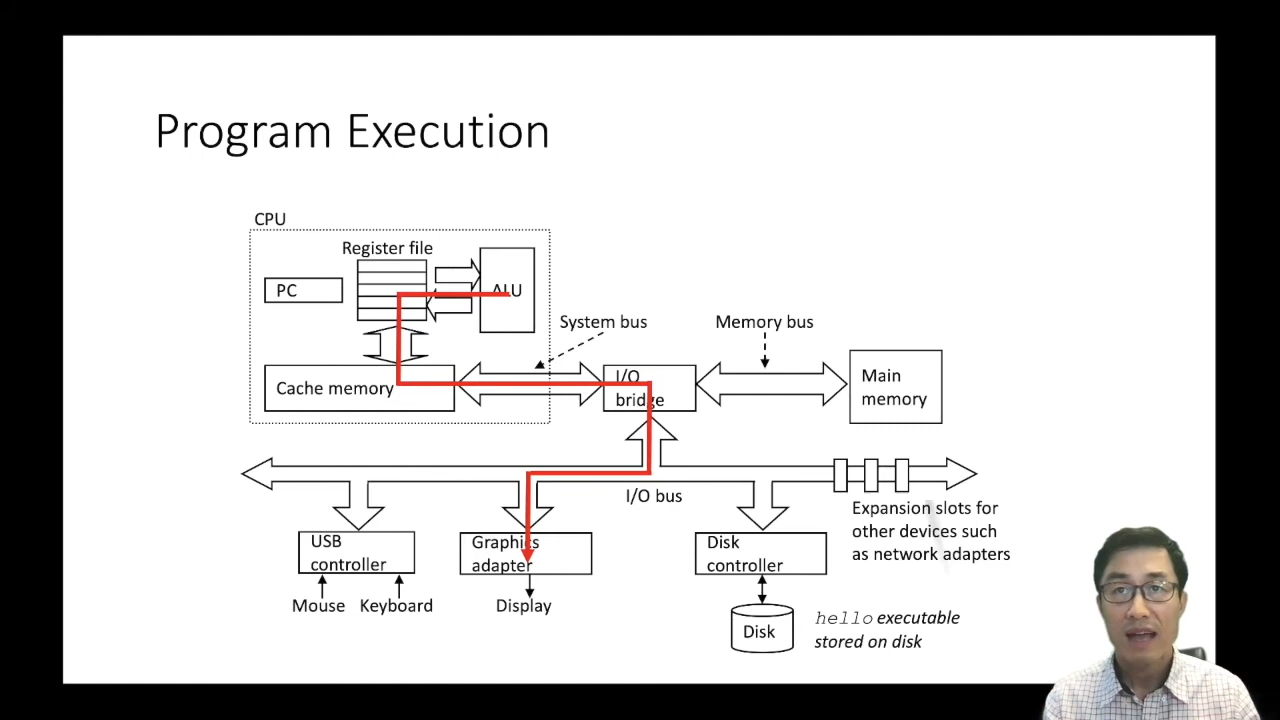 Program Execution
CPU
Register file
PC
ALU
System bus
Memory bus
Cache memory
I/O
bridge
Main
memory
I/O bus
Expansion slots for
other devices such
as network adapters
USB
controller
Graphics
adapter
Disk
controller
Mouse
Keyboard
Display
Disk
hello executable
stored on disk